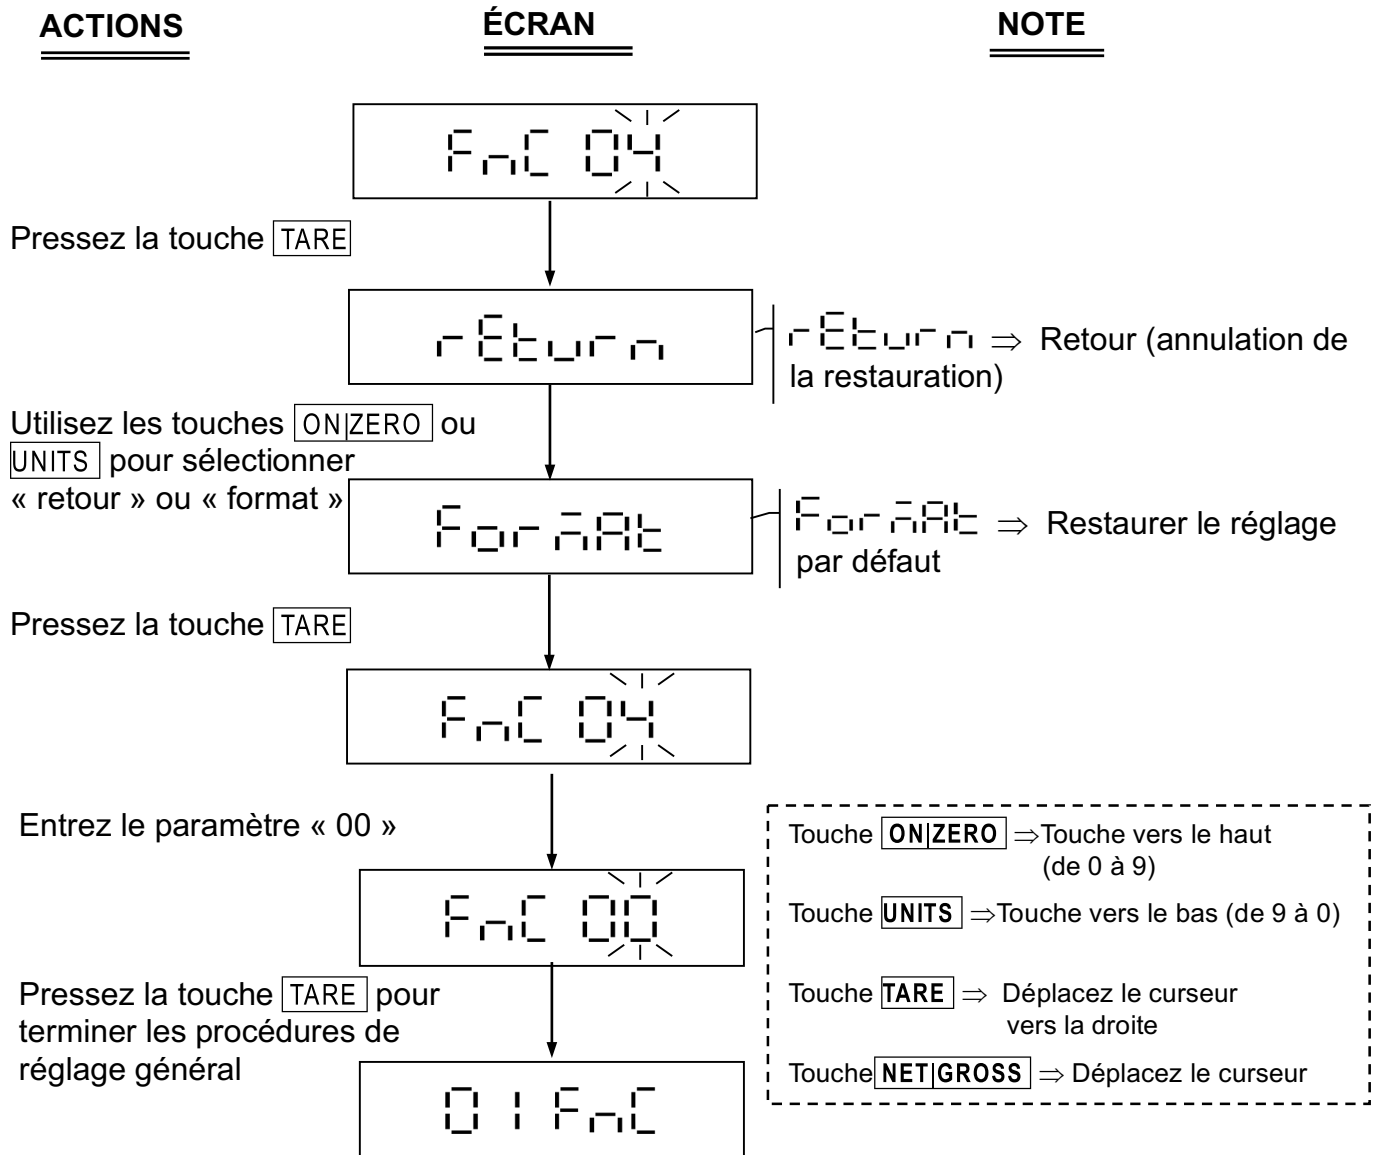 ACTIONS ÉCRAN NOTE
FnC 04
Pressez la touche TARE
rEturn
rEturn ⇒ Retour (annulation de
la restauration)
Utilisez les touches ON|ZERO ou
UNITS pour sélectionner
« retour » ou « format »
FormAt
FormAt ⇒ Restaurer le réglage
par défaut
Pressez la touche TARE
FnC 04
Entrez le paramètre « 00 »
FnC 00
Pressez la touche TARE pour
terminer les procédures de
réglage général
01 FnC
Touche ON|ZERO ⇒Touche vers le haut
(de 0 à 9)
Touche UNITS ⇒Touche vers le bas (de 9 à 0)
Touche TARE ⇒ Déplacez le curseur
vers la droite
Touche NET|GROSS ⇒ Déplacez le curseur